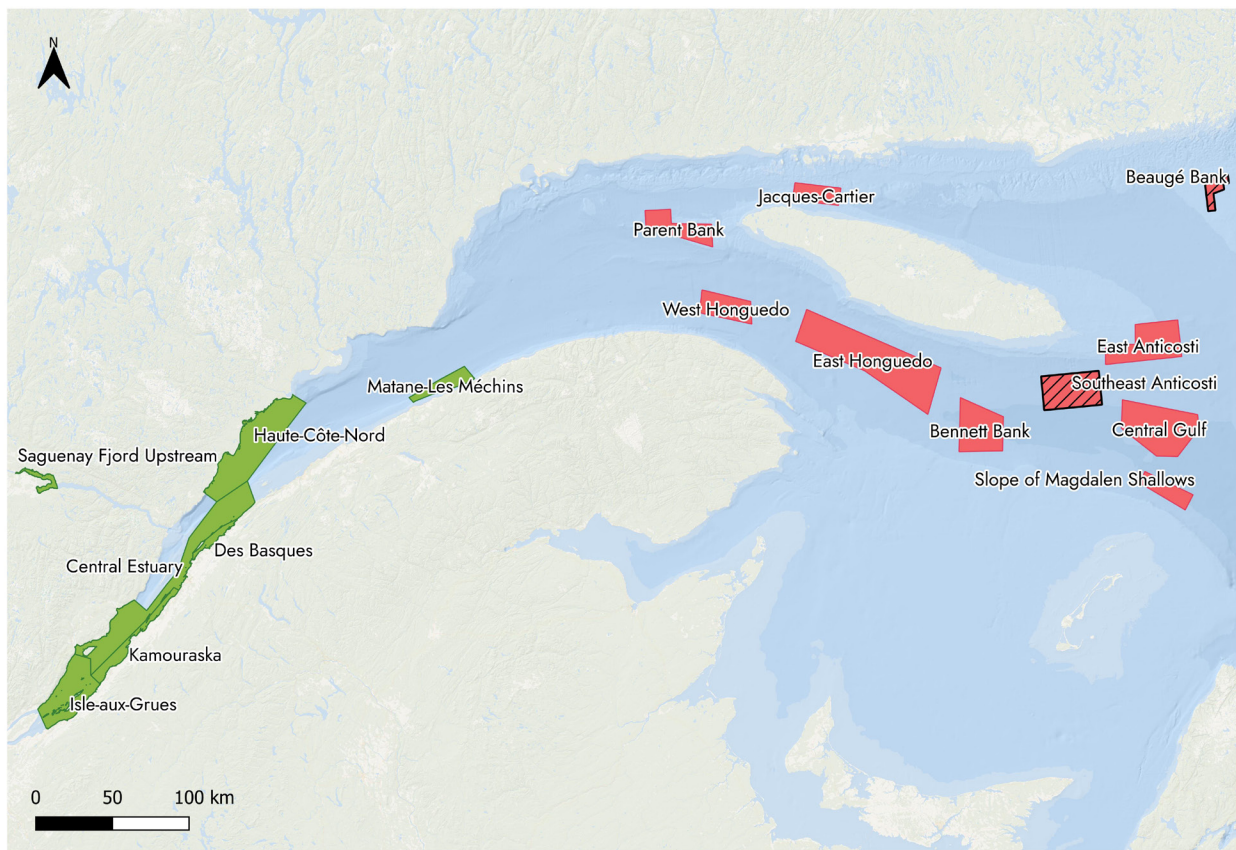 N
Beaugé Bank
Jacques-Cartier
Parent Bank
West Honguedo
East Honguedo
East Anticosti
Southeast Anticosti
Matane-Les Méchins
Central Gulf
Bennett Bank
Haute-Côte-Nord
Saguenay Fjord Upstream
Slope of Magdalen Shallows
Des Basques
Central Estuary
Kamouraska
Isle-aux-Grues
0 50 100 km